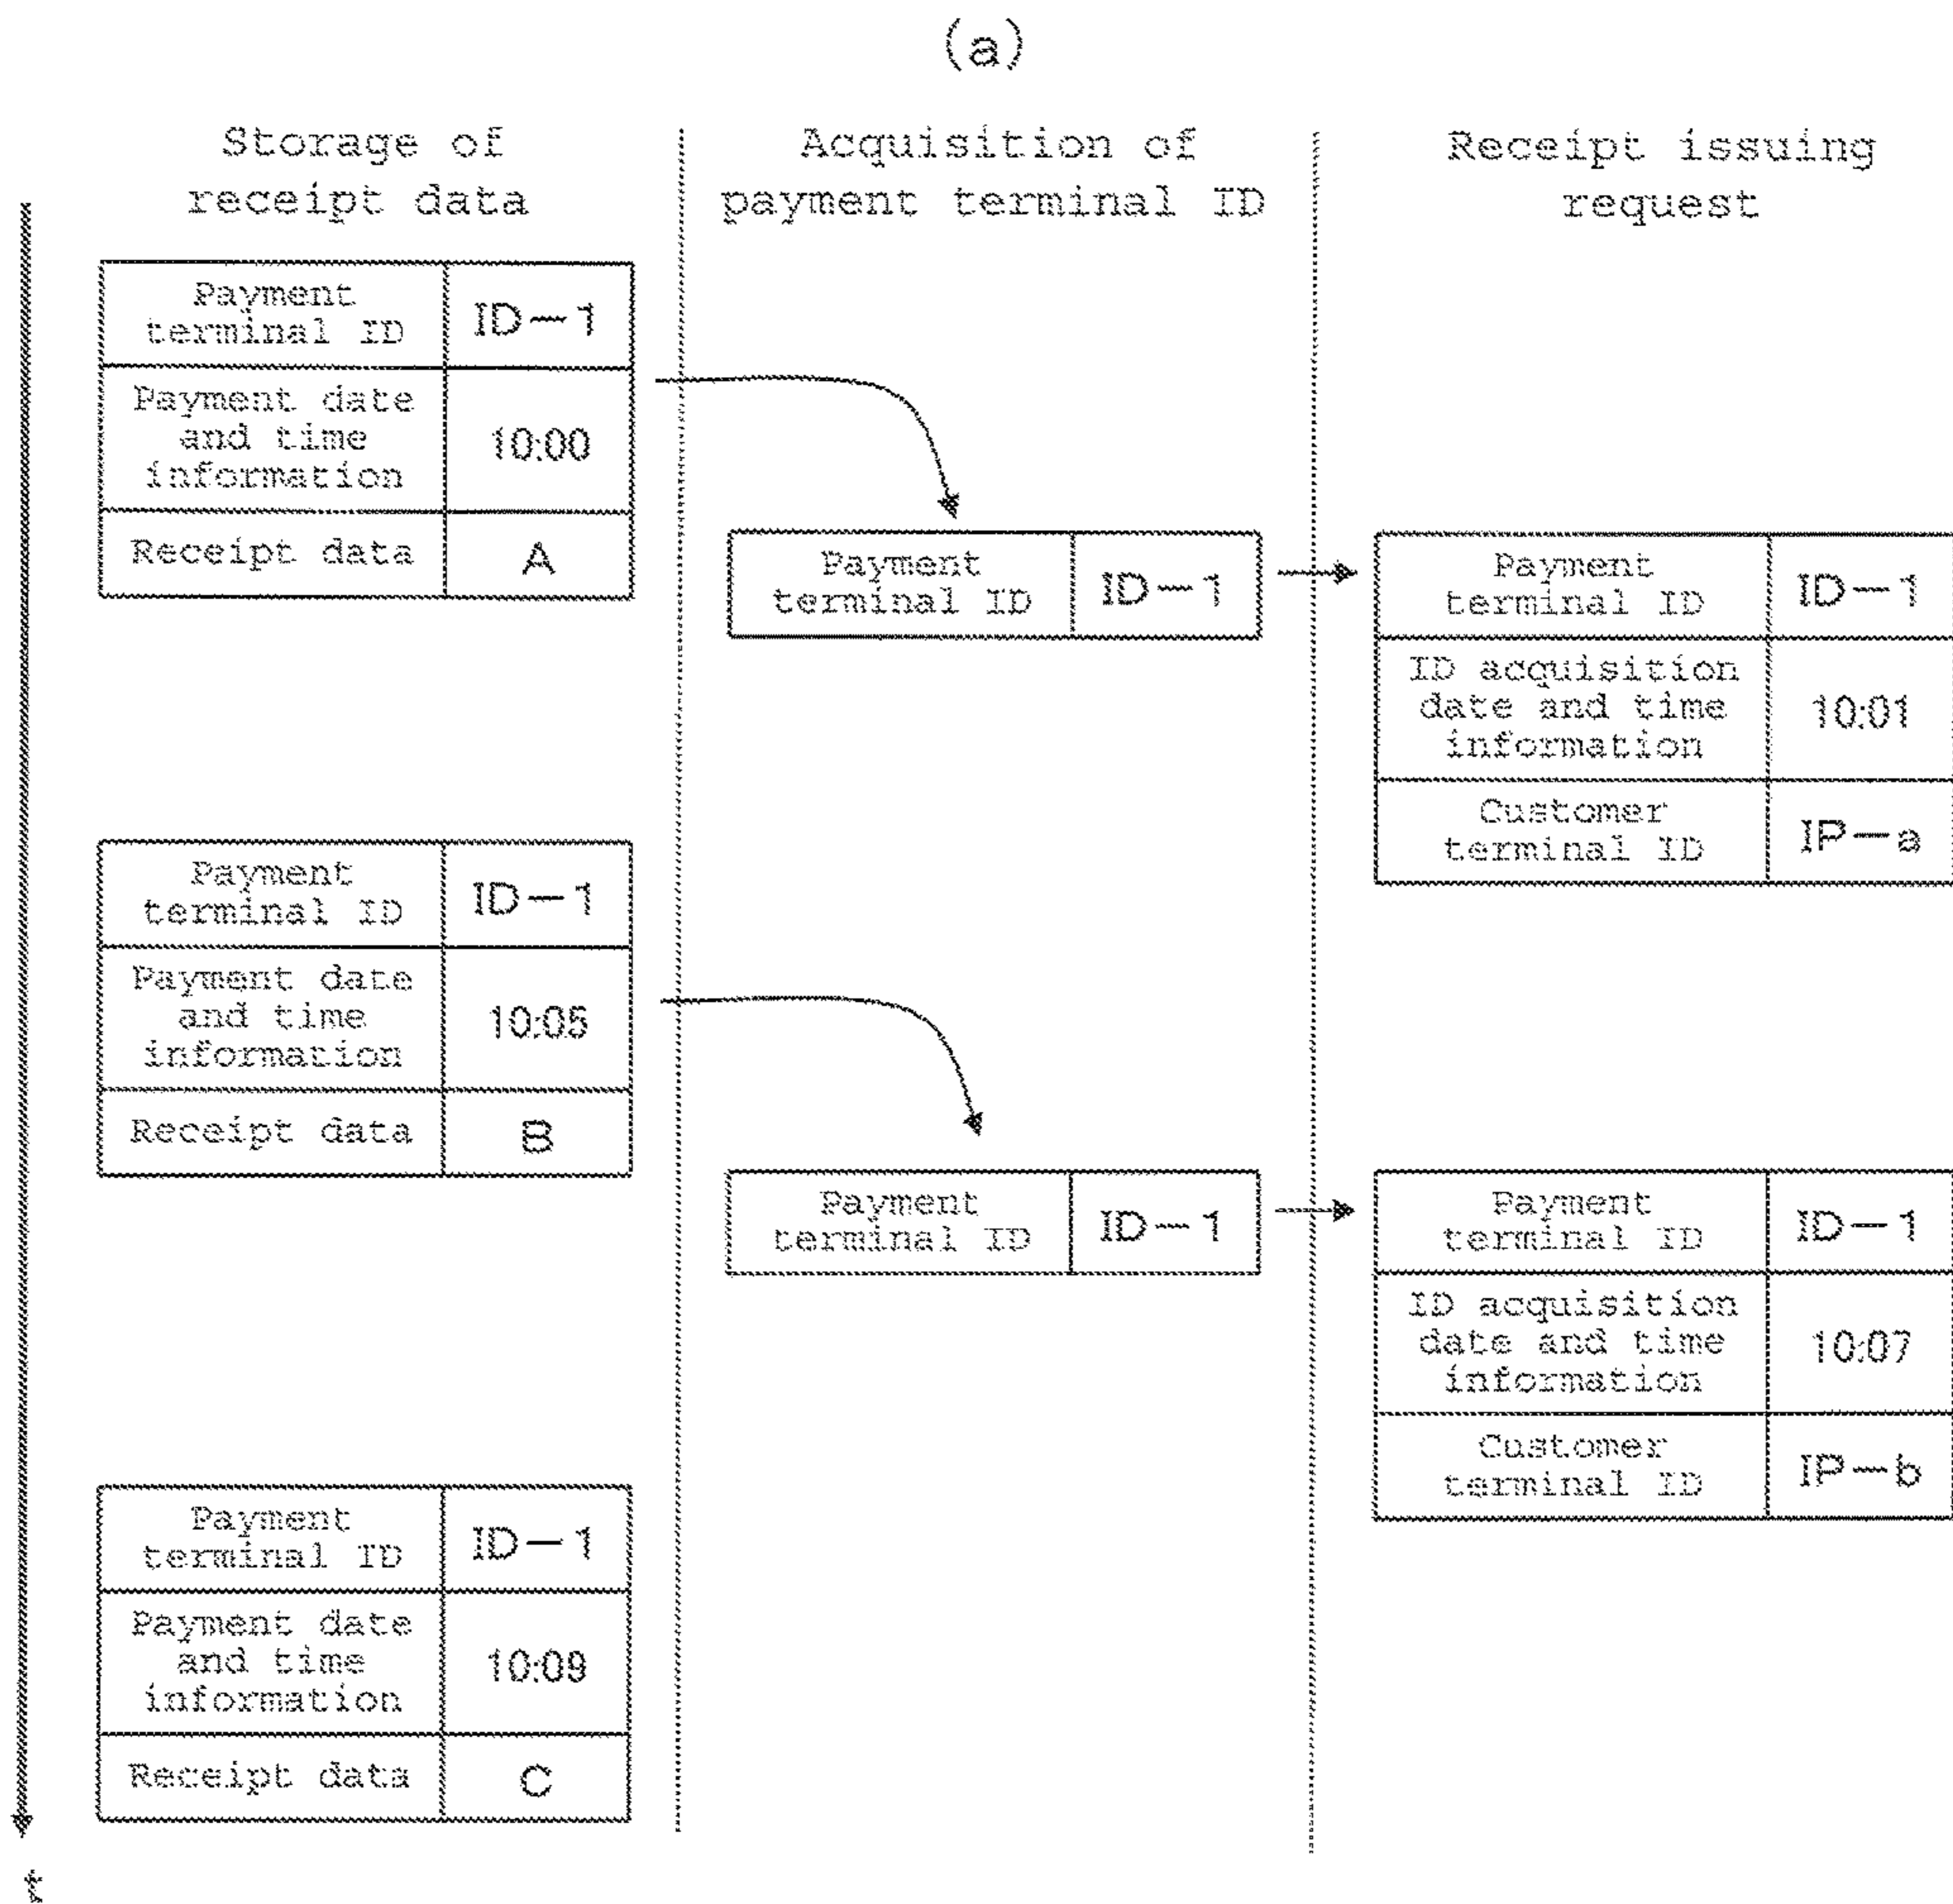 (a)
Storage of
receipt data
Acquisition of
payment terminal ID
Receipt issuing
request
Payment
terminal ID
ID—1
Payment date
and time
information
10:00
Receipt data
A
Payment
terminal ID
ID—1
Payment
terminal ID
ID—1
ID acquisition
date and time
information
10:01
Customer
terminal ID
IP—a
Payment
terminal ID
ID—1
Payment date
and time
information
10:05
Receipt data
B
Payment
terminal ID
ID—1
Payment
terminal ID
ID—1
ID acquisition
date and time
information
10:07
Customer
terminal ID
IP—b
Payment
terminal ID
ID—1
Payment date
and time
information
10:09
Receipt data
C
t